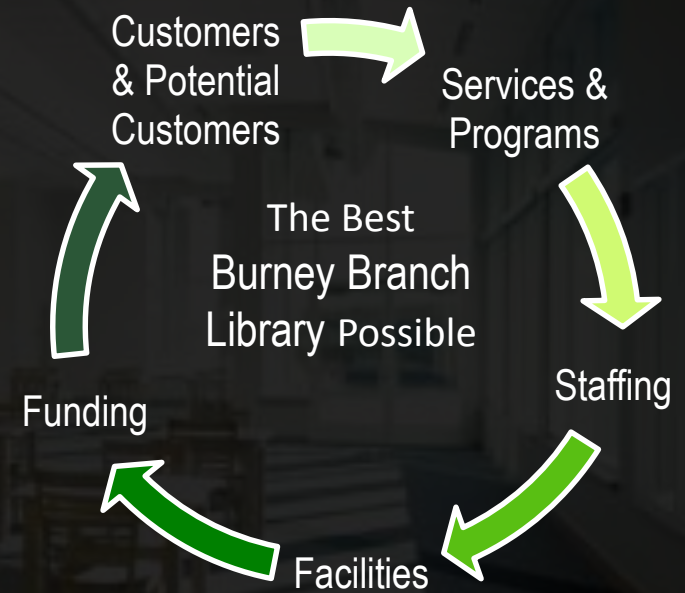 Customers
& Potential
Customers
Services &
Programs
The Best
Burney Branch
Library Possible
Staffing
Funding
Facilities